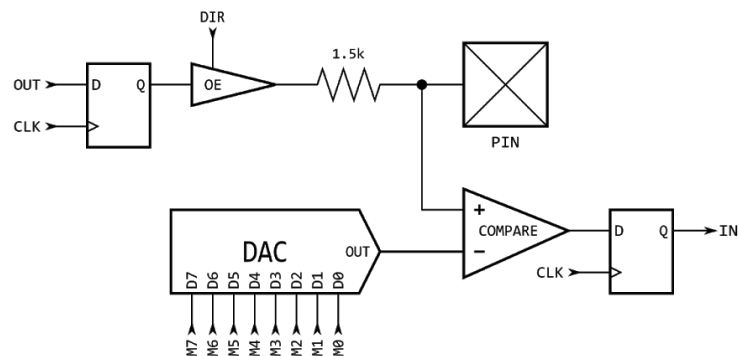 DIR
1.5k
OUT D Q OE
CLK
PIN
+
COMPARE D Q IN
DAC OUT −
CLK
D7 D6 D5 D4 D3 D2 D1 D0
M7 M6 M5 M4 M3 M2 M1 M0